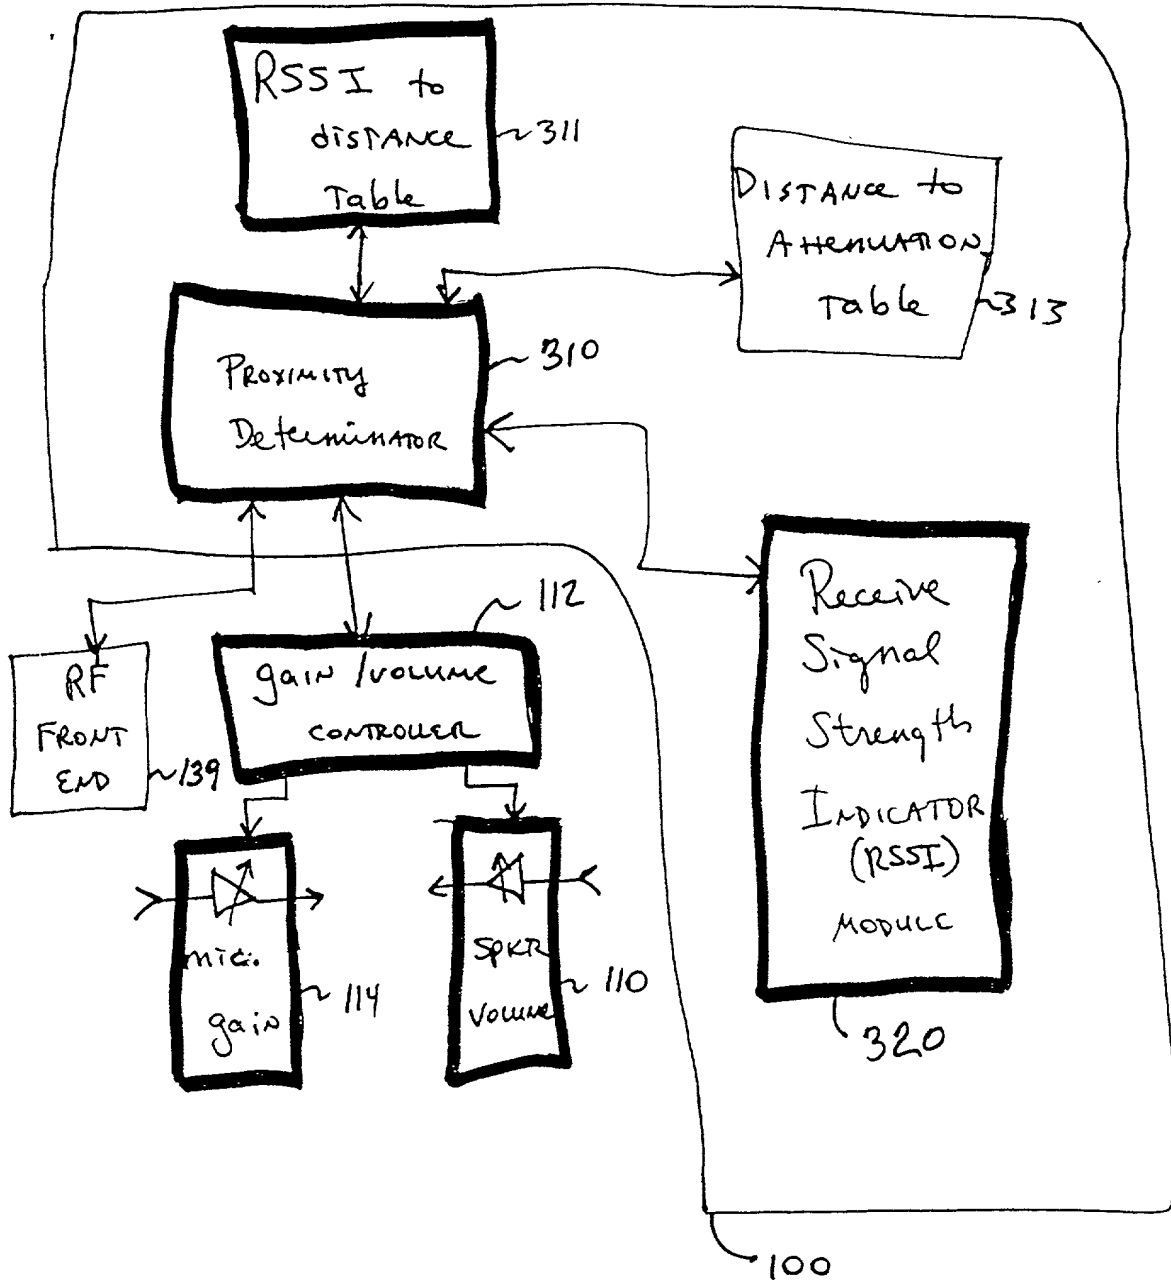 RSSI to
distance
Table
311
Distance to
Attenuation
Table
313
Proximity
Determinator
310
112
gain/volume
controller
RF
FRONT
END
139
Receive
Signal
Strength
Indicator
(RSSI)
module
320
mic.
gain
114
SPKR
volume
110
100